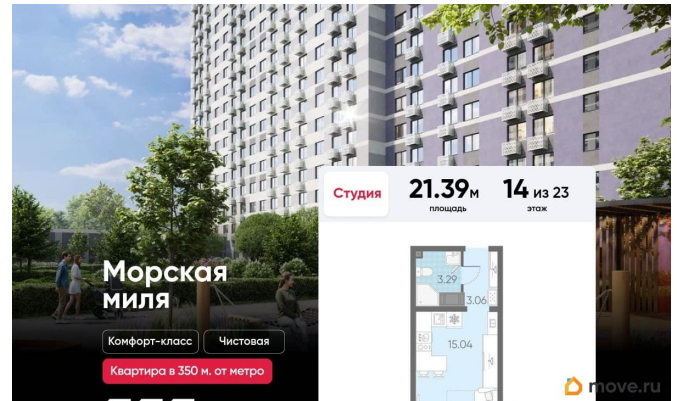 Студия
21.39м
площадь
14 из 23
этаж
Морская
миля
3.29
3.06
15.04
Комфорт-класс
Чистовая
Квартира в 350 м. от метро
move.ru